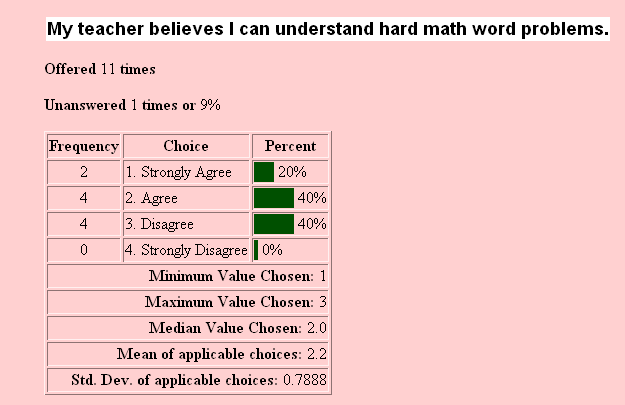 My teacher believes I can understand hard math word problems.
Offered 11 times
Unanswered 1 times or 9%
Frequency Choice Percent
2 1. Strongly Agree 20%
4 2. Agree 40%
4 3. Disagree 40%
0 4. Strongly Disagree 0%
Minimum Value Chosen: 1
Maximum Value Chosen: 3
Median Value Chosen: 2.0
Mean of applicable choices: 2.2
Std. Dev. of applicable choices: 0.7888